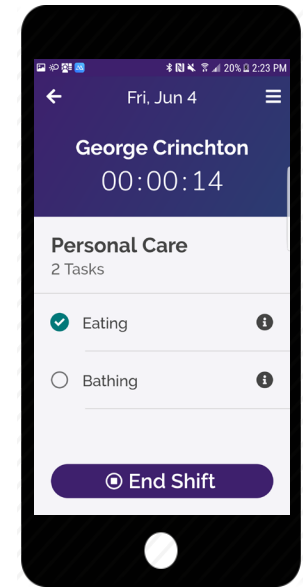 20% 2:23 PM
Fri, Jun 4
George Crinchton
00:00:14
Personal Care
2 Tasks
Eating
Bathing
End Shift